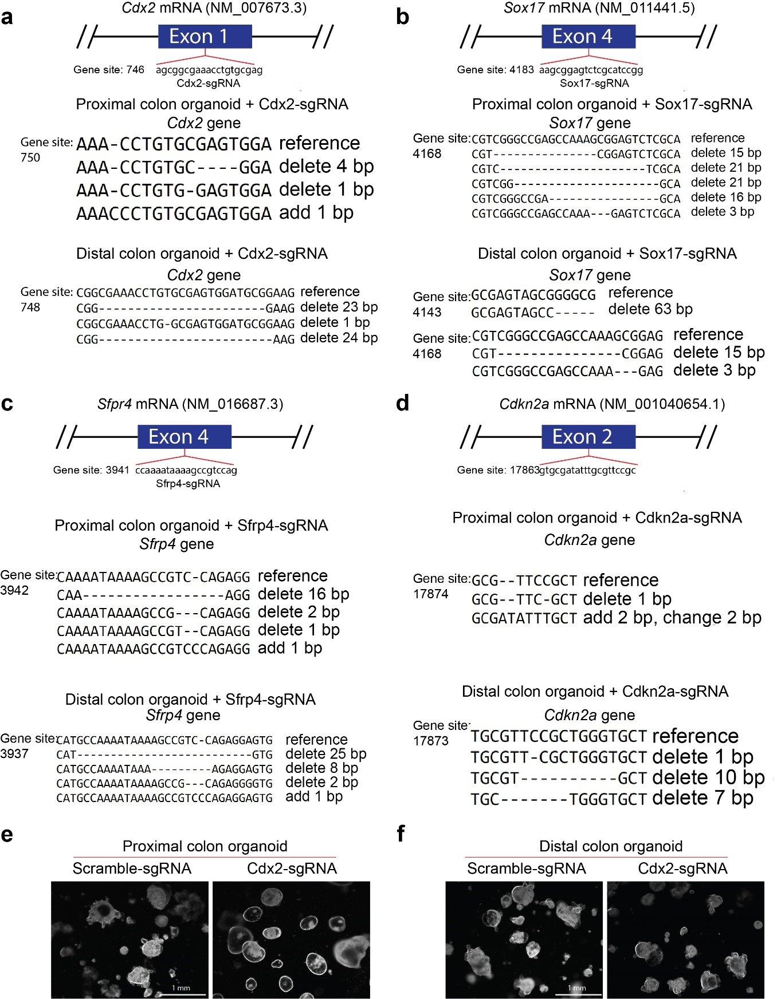 a
Cdx2 mRNA (NM_007673.3)
Exon 1
Gene site: 746 agcggcgaaacctgtgcgag
Cdx2-sgRNA
Proximal colon organoid + Cdx2-sgRNA
Cdx2 gene
Gene site: 750
AAA-CCTGTGCGAGTGGA reference
AAA-CCTGTGC----GGA delete 4 bp
AAA-CCTGTG-GAGTGGA delete 1 bp
AAACCCTGTGCGAGTGGA add 1 bp
Distal colon organoid + Cdx2-sgRNA
Cdx2 gene
Gene site: 748
CGGCGAAACCTGTGCGAGTGGATGCGGAAG reference
CGG-----------------------GAAG delete 23 bp
CGGCGAAACCTG-GCGAGTGGATGCGGAAG delete 1 bp
CGG------------------------AAG delete 24 bp
b
Sox17 mRNA (NM_011441.5)
Exon 4
Gene site: 4183 aagcggagtctcgcatccgg
Sox17-sgRNA
Proximal colon organoid + Sox17-sgRNA
Sox17 gene
Gene site: 4168
CGTCGGGCCGAGCCAAAGCGGAGTCTCGCA reference
CGT---------------CGGAGTCTCGCA delete 15 bp
CGTC---------------------TCGCA delete 21 bp
CGTCGG---------------------GCA delete 21 bp
CGTCGGGCCGA----------------GCA delete 16 bp
CGTCGGGCCGAGCCAAA---GAGTCTCGCA delete 3 bp
Distal colon organoid + Sox17-sgRNA
Sox17 gene
Gene site: 4143
GCGAGTAGCGGGGCG reference
GCGAGTAGCC----- delete 63 bp
Gene site: 4168
CGTCGGGCCGAGCCAAAGCGGAG reference
CGT---------------CGGAG delete 15 bp
CGTCGGGCCGAGCCAAA---GAG delete 3 bp
c
Sfpr4 mRNA (NM_016687.3)
Exon 4
Gene site: 3941 ccaaaataaaagccgtccag
Sfrp4-sgRNA
Proximal colon organoid + Sfrp4-sgRNA
Sfrp4 gene
Gene site: 3942
CAAAATAAAAGCCGTC-CAGAGG reference
CAA-----------------AGG delete 16 bp
CAAAATAAAAGCCG---CAGAGG delete 2 bp
CAAAATAAAAGCCGT--CAGAGG delete 1 bp
CAAAATAAAAGCCGTCCCAGAGG add 1 bp
Distal colon organoid + Sfrp4-sgRNA
Sfrp4 gene
Gene site: 3937
CATGCCAAAATAAAAGCCGTC-CAGAGGAGTG reference
CAT--------------------------GTG delete 25 bp
CATGCCAAAATAAA---------AGAGGAGTG delete 8 bp
CATGCCAAAATAAAAGCCG---CAGAGGGGTG delete 2 bp
CATGCCAAAATAAAAGCCGTCCCAGAGGAGTG add 1 bp
d
Cdkn2a mRNA (NM_001040654.1)
Exon 2
Gene site: 17863gtgcgatatttgcgttccgc
Proximal colon organoid + Cdkn2a-sgRNA
Cdkn2a gene
Gene site: 17874
GCG--TTCCGCT reference
GCG--TTC-GCT delete 1 bp
GCGATATTTGCT add 2 bp, change 2 bp
Distal colon organoid + Cdkn2a-sgRNA
Cdkn2a gene
Gene site: 17873
TGCGTTCCGCTGGGTGCT reference
TGCGTT-CGCTGGGTGCT delete 1 bp
TGCGT----------GCT delete 10 bp
TGC-------TGGGTGCT delete 7 bp
e
Proximal colon organoid
Scramble-sgRNA Cdx2-sgRNA
1 mm
f
Distal colon organoid
Scramble-sgRNA Cdx2-sgRNA
1 mm